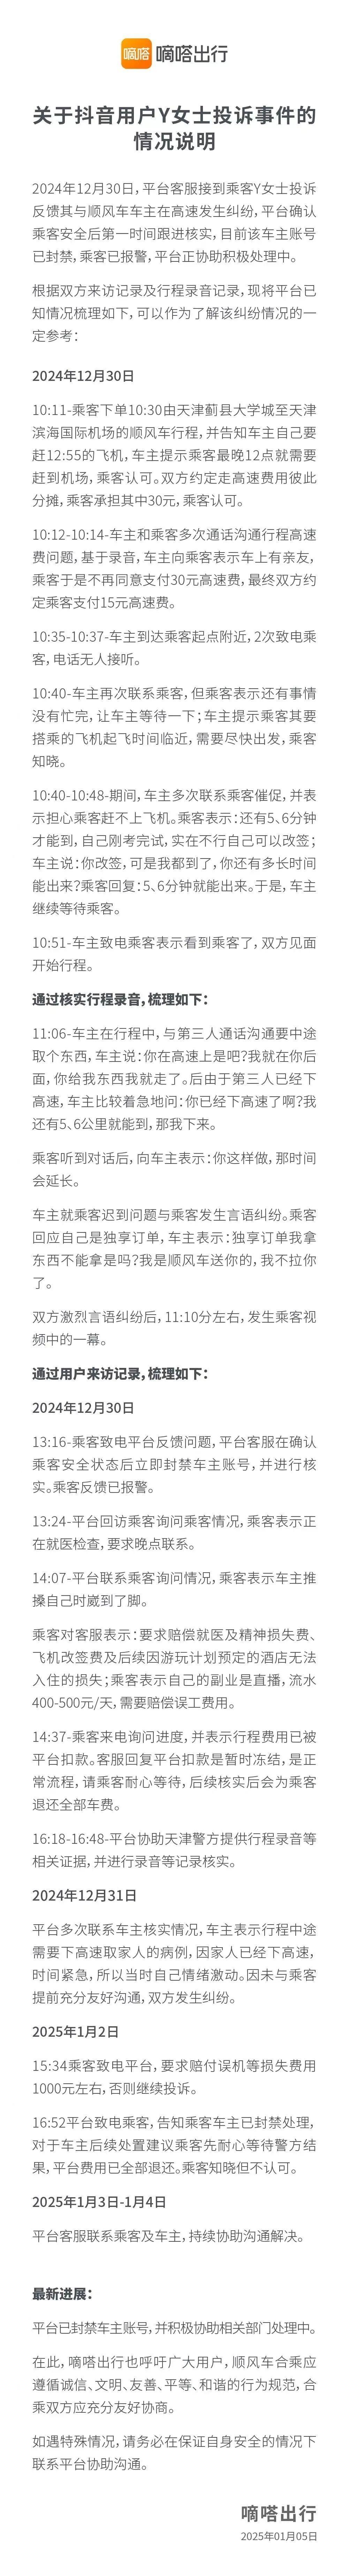 嘀嗒 嘀嗒出行
关于抖音用户Y女士投诉事件的
情况说明
2024年12月30日，平台客服接到乘客Y女士投诉
反馈其与顺风车车主在高速发生纠纷，平台确认
乘客安全后第一时间跟进核实，目前该车主账号
已封禁，乘客已报警，平台正协助积极处理中。
根据双方来访记录及行程录音记录，现将平台已
知情况梳理如下，可以作为了解该纠纷情况的一
定参考：
2024年12月30日
10:11-乘客下单10:30由天津蓟县大学城至天津
滨海国际机场的顺风车行程，并告知车主自己要
赶12:55的飞机，车主提示乘客最晚12点就需要
赶到机场，乘客认可。双方约定走高速费用彼此
分摊，乘客承担其中30元，乘客认可。
10:12-10:14-车主和乘客多次通话沟通行程高速
费问题，基于录音，车主向乘客表示车上有亲友，
乘客于是不再同意支付30元高速费，最终双方约
定乘客支付15元高速费。
10:35-10:37-车主到达乘客起点附近，2次致电乘
客，电话无人接听。
10:40-车主再次联系乘客，但乘客表示还有事情
没有忙完，让车主等待一下；车主提示乘客其要
搭乘的飞机起飞时间临近，需要尽快出发，乘客
知晓。
10:40-10:48-期间，车主多次联系乘客催促，并表
示担心乘客赶不上飞机。乘客表示：还有5、6分钟
才能到，自己刚考完试，实在不行自己可以改签；
车主说：你改签，可是我都到了，你还有多长时间
能出来？乘客回复：5、6分钟就能出来。于是，车主
继续等待乘客。
10:51-车主致电乘客表示看到乘客了，双方见面
开始行程。
通过核实行程录音，梳理如下：
11:06-车主在行程中，与第三人通话沟通要中途
取个东西，车主说：你在高速上是吧？我就在你后
面，你给我东西我就走了。后由于第三人已经下
高速，车主比较着急地问：你已经下高速了啊？我
还有5、6公里就能到，那我下来。
乘客听到对话后，向车主表示：你这样做，那时间
会延长。
车主就乘客迟到问题与乘客发生言语纠纷。乘客
回应自己是独享订单，车主表示：独享订单我拿
东西不能拿是吗？我是顺风车送你的，我不拉你
了。
双方激烈言语纠纷后，11:10分左右，发生乘客视
频中的一幕。
通过用户来访记录，梳理如下：
2024年12月30日
13:16-乘客致电平台反馈问题，平台客服在确认
乘客安全状态后立即封禁车主账号，并进行核
实。乘客反馈已报警。
13:24-平台回访乘客询问乘客情况，乘客表示正
在就医检查，要求晚点联系。
14:07-平台联系乘客询问情况，乘客表示车主推
搡自己时崴到了脚。
乘客对客服表示：要求赔偿就医及精神损失费、
飞机改签费及后续因游玩计划预定的酒店无法
入住的损失；乘客表示自己的副业是直播，流水
400-500元/天，需要赔偿误工费用。
14:37-乘客来电询问进度，并表示行程费用已被
平台扣款。客服回复平台扣款是暂时冻结，是正
常流程，请乘客耐心等待，后续核实后会为乘客
退还全部车费。
16:18-16:48-平台协助天津警方提供行程录音等
相关证据，并进行录音等记录核实。
2024年12月31日
平台多次联系车主核实情况，车主表示行程中途
需要下高速取家人的病例，因家人已经下高速，
时间紧急，所以当时自己情绪激动。因未与乘客
提前充分友好沟通，双方发生纠纷。
2025年1月2日
15:34乘客致电平台，要求赔付误机等损失费用
1000元左右，否则继续投诉。
16:52平台致电乘客，告知乘客车主已封禁处理，
对于车主后续处置建议乘客先耐心等待警方结
果，平台费用已全部退还。乘客知晓但不认可。
2025年1月3日-1月4日
平台客服联系乘客及车主，持续协助沟通解决。
最新进展：
平台已封禁车主账号，并积极协助相关部门处理中。
在此，嘀嗒出行也呼吁广大用户，顺风车合乘应
遵循诚信、文明、友善、平等、和谐的行为规范，合
乘双方应充分友好协商。
如遇特殊情况，请务必在保证自身安全的情况下
联系平台协助沟通。
嘀嗒出行
2025年01月05日